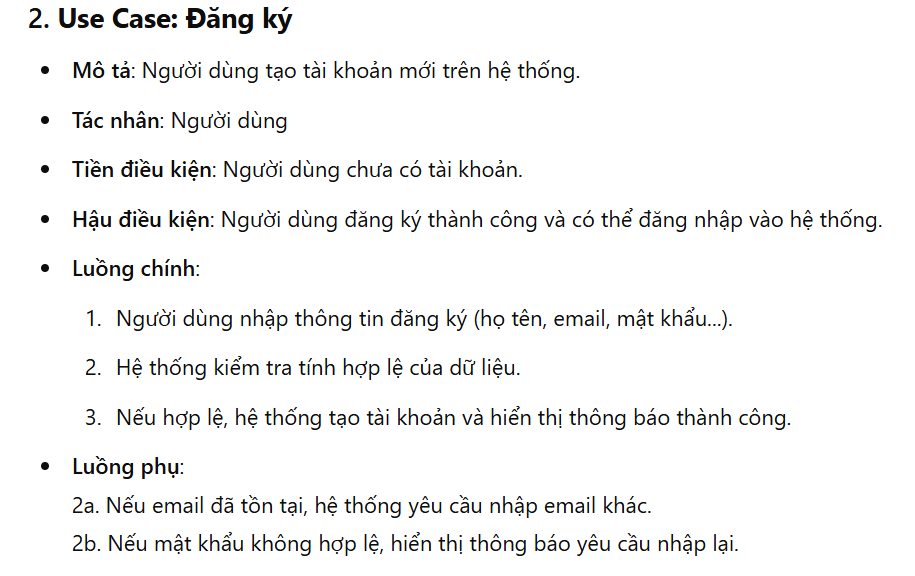 2. Use Case: Đăng ký
• Mô tả: Người dùng tạo tài khoản mới trên hệ thống.
• Tác nhân: Người dùng
• Tiền điều kiện: Người dùng chưa có tài khoản.
• Hậu điều kiện: Người dùng đăng ký thành công và có thể đăng nhập vào hệ thống.
• Luồng chính:
1. Người dùng nhập thông tin đăng ký (họ tên, email, mật khẩu...).
2. Hệ thống kiểm tra tính hợp lệ của dữ liệu.
3. Nếu hợp lệ, hệ thống tạo tài khoản và hiển thị thông báo thành công.
• Luồng phụ:
2a. Nếu email đã tồn tại, hệ thống yêu cầu nhập email khác.
2b. Nếu mật khẩu không hợp lệ, hiển thị thông báo yêu cầu nhập lại.